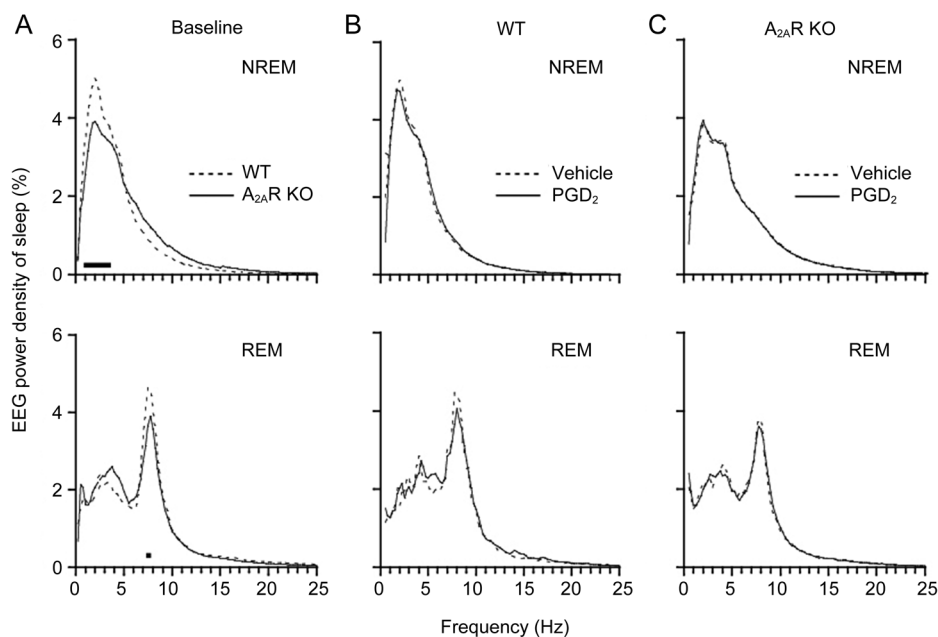 A
Baseline
B
WT
C
A2AR KO
EEG power density of sleep (%)
6
4
2
0
NREM
WT
A2AR KO
NREM
Vehicle
PGD2
NREM
Vehicle
PGD2
6
4
2
0
REM
REM
REM
0 5 10 15 20 25
0 5 10 15 20 25
0 5 10 15 20 25
Frequency (Hz)